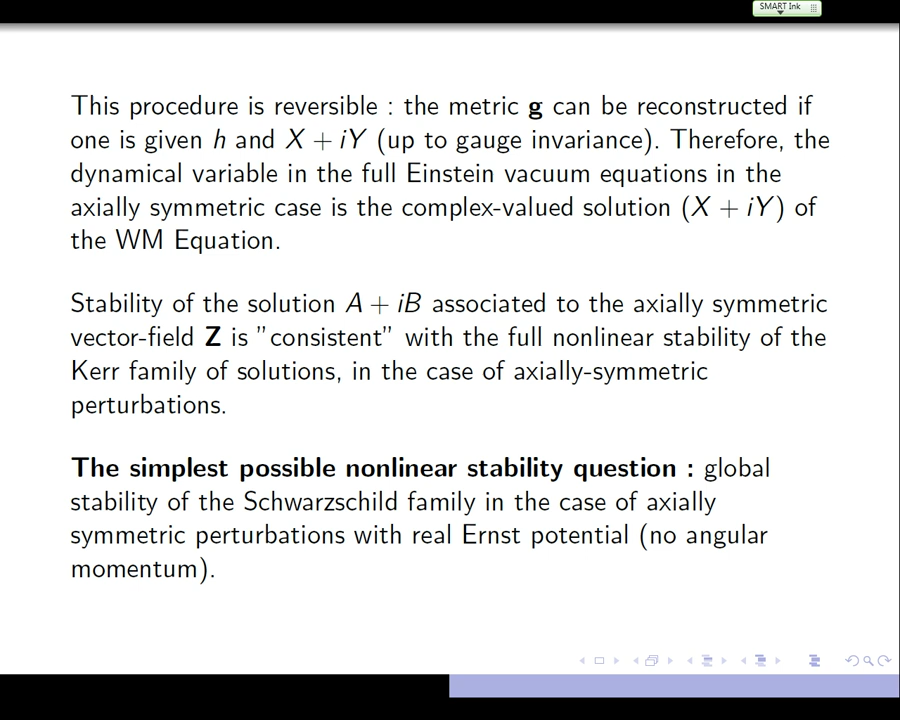 SMART Ink
This procedure is reversible : the metric g can be reconstructed if
one is given h and X + iY (up to gauge invariance). Therefore, the
dynamical variable in the full Einstein vacuum equations in the
axially symmetric case is the complex-valued solution (X + iY) of
the WM Equation.
Stability of the solution A + iB associated to the axially symmetric
vector-field Z is ”consistent” with the full nonlinear stability of the
Kerr family of solutions, in the case of axially-symmetric
perturbations.
The simplest possible nonlinear stability question : global
stability of the Schwarzschild family in the case of axially
symmetric perturbations with real Ernst potential (no angular
momentum).